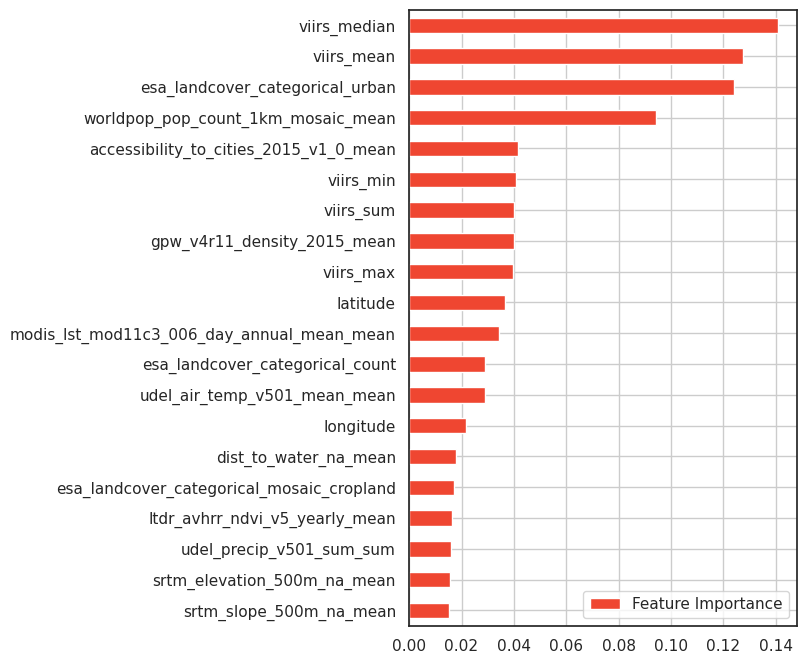 viirs_median
viirs_mean
esa_landcover_categorical_urban
worldpop_pop_count_1km_mosaic_mean
accessibility_to_cities_2015_v1_0_mean
viirs_min
viirs_sum
gpw_v4r11_density_2015_mean
viirs_max
latitude
modis_lst_mod11c3_006_day_annual_mean_mean
esa_landcover_categorical_count
udel_air_temp_v501_mean_mean
longitude
dist_to_water_na_mean
esa_landcover_categorical_mosaic_cropland
ltdr_avhrr_ndvi_v5_yearly_mean
udel_precip_v501_sum_sum
srtm_elevation_500m_na_mean
srtm_slope_500m_na_mean
Feature Importance
0.00 0.02 0.04 0.06 0.08 0.10 0.12 0.14